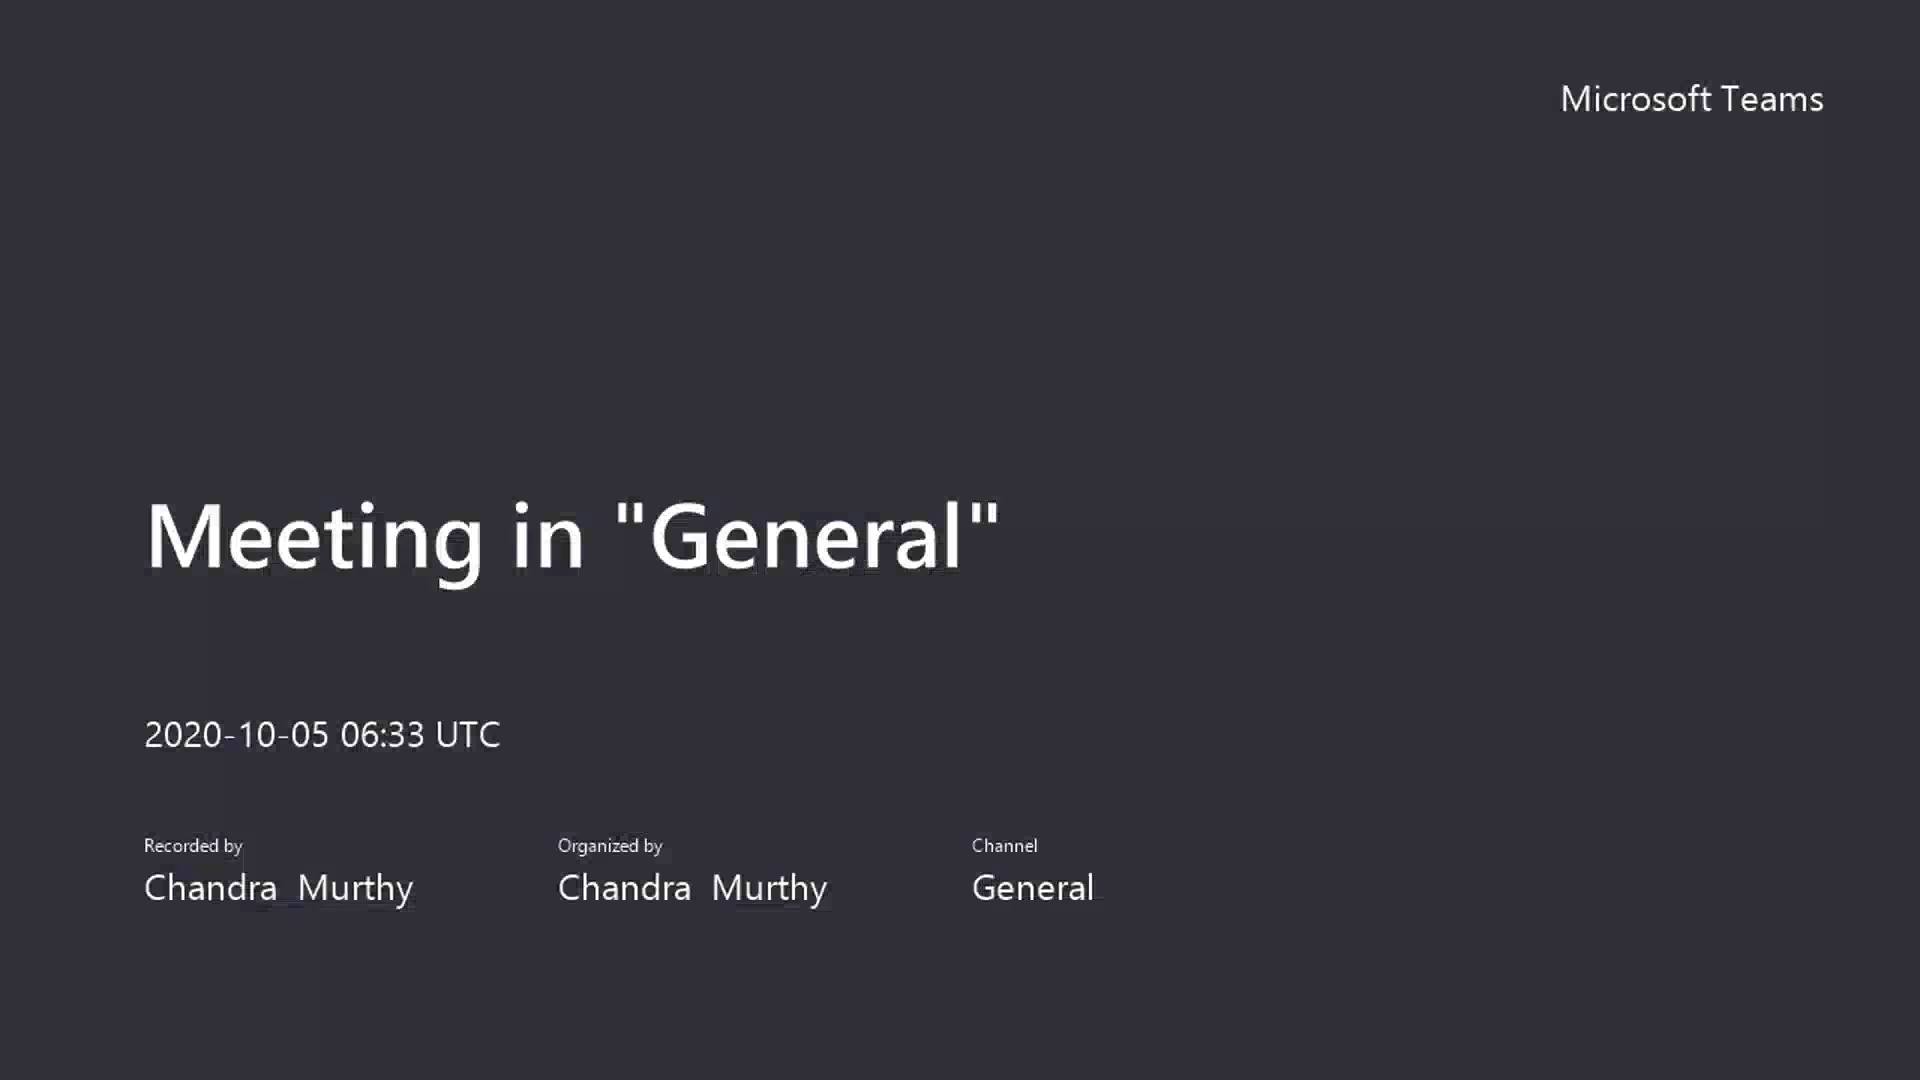 Microsoft Teams
Meeting in "General"
2020-10-05 06:33 UTC
Recorded by
Chandra  Murthy
Organized by
Chandra  Murthy
Channel
General